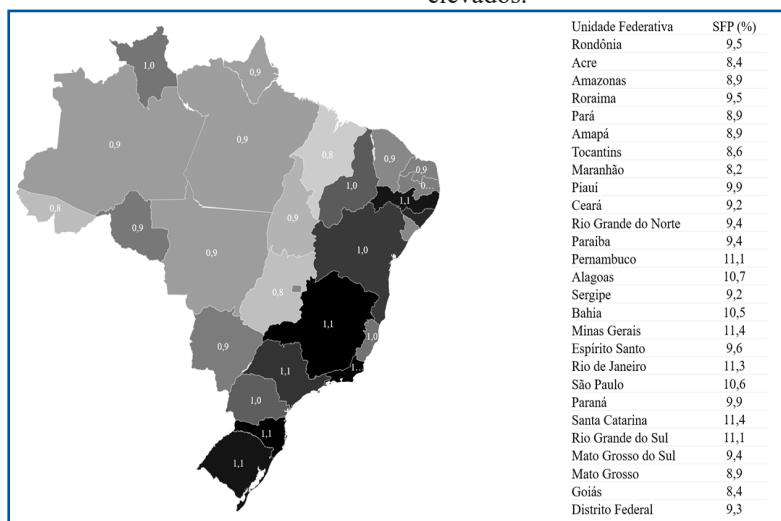 elevados.
1,0
0,9
0,9
0,9
0,8
0,9
0,9
0...
1,0
1,1
0,8
0,9
0,9
0,9
1,0
0,8
1,1
1,0
0,9
1,1
1...
1,0
1,1
1,1
Unidade Federativa SFP (%)
Rondônia 9,5
Acre 8,4
Amazonas 8,9
Roraima 9,5
Pará 8,9
Amapá 8,9
Tocantins 8,6
Maranhão 8,2
Piauí 9,9
Ceará 9,2
Rio Grande do Norte 9,4
Paraíba 9,4
Pernambuco 11,1
Alagoas 10,7
Sergipe 9,2
Bahia 10,5
Minas Gerais 11,4
Espírito Santo 9,6
Rio de Janeiro 11,3
São Paulo 10,6
Paraná 9,9
Santa Catarina 11,4
Rio Grande do Sul 11,1
Mato Grosso do Sul 9,4
Mato Grosso 8,9
Goiás 8,4
Distrito Federal 9,3